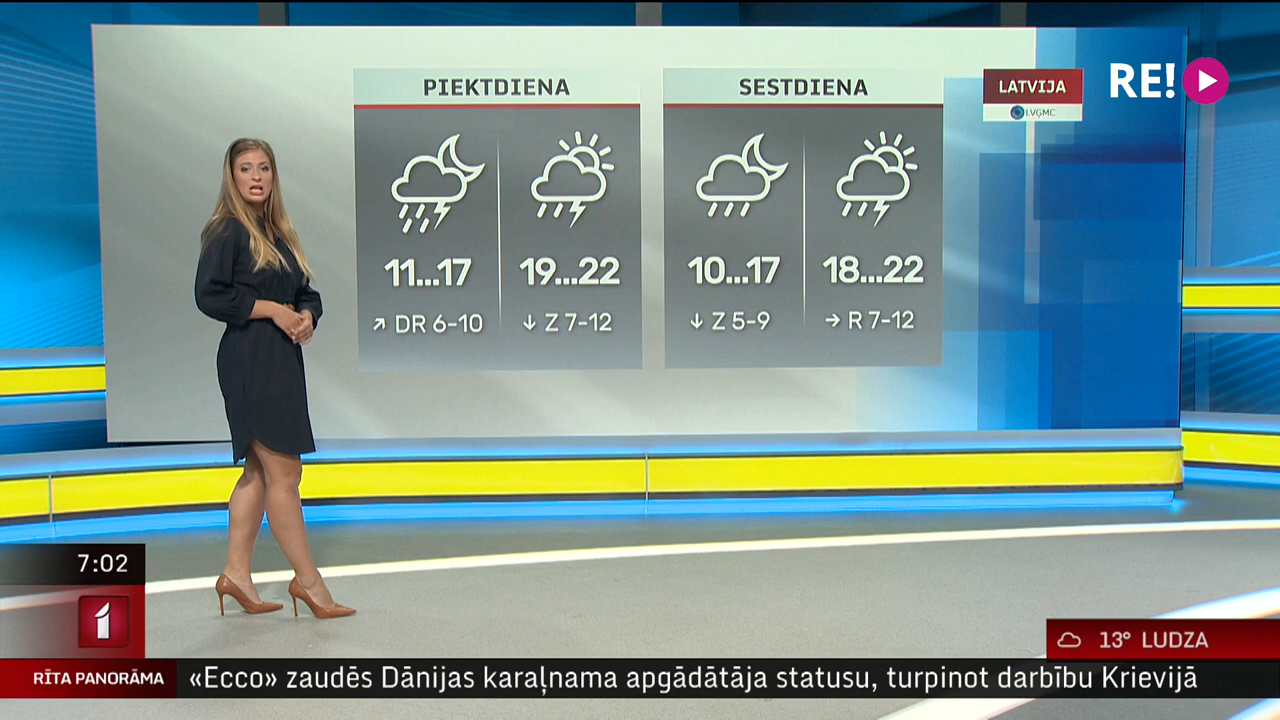 PIEKTDIENA
11...17
19...22
DR 6-10
Z 7-12
SESTDIENA
10...17
18...22
Z 5-9
R 7-12
LATVIJA
LVĢMC
RE!
7:02
1
13° LUDZA
RĪTA PANORĀMA
«Ecco» zaudēs Dānijas karaļnama apgādātāja statusu, turpinot darbību Krievijā